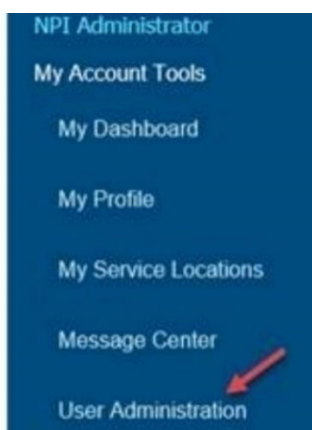 NPI Administrator
My Account Tools
My Dashboard
My Profile
My Service Locations
Message Center
User Administration